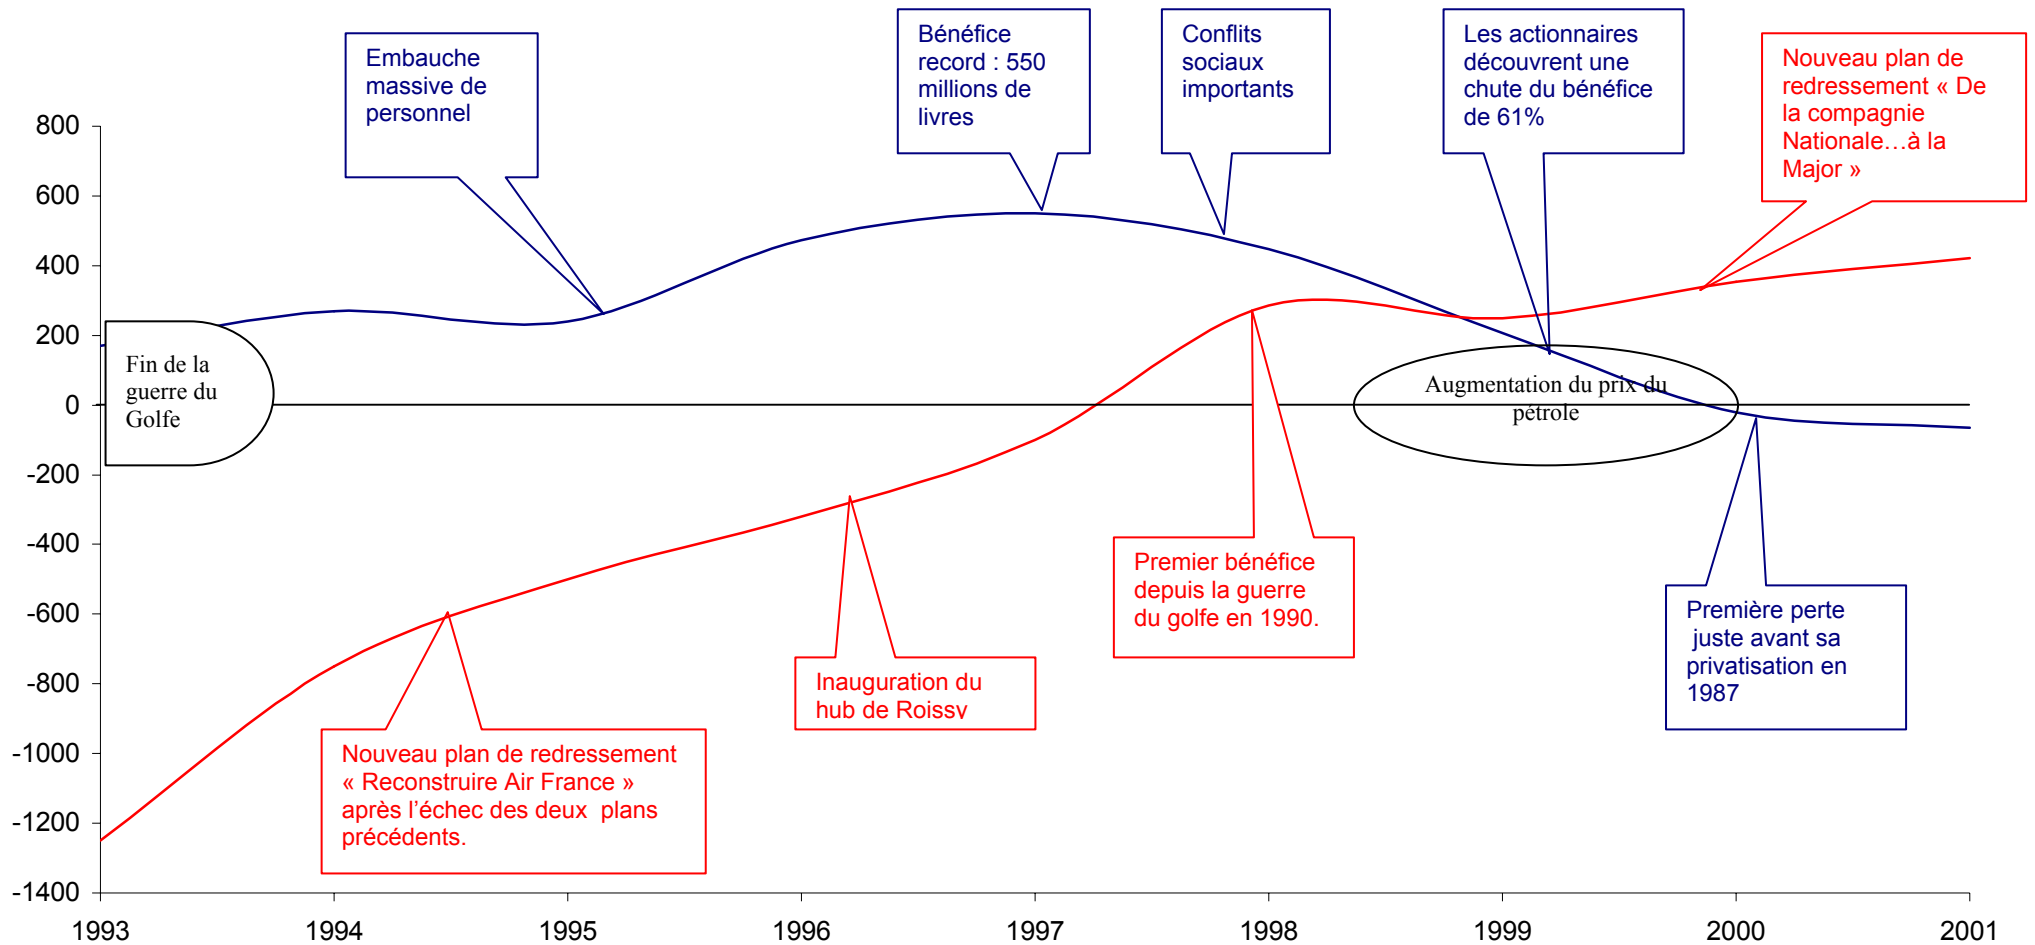 Embauche
massive de
personnel
Bénéfice
record : 550
millions de
livres
Conflits
sociaux
importants
Les actionnaires
découvrent une
chute du bénéfice
de 61%
Nouveau plan de
redressement « De
la compagnie
Nationale…à la
Major »
800
600
400
200
0
-200
-400
-600
-800
-1000
-1200
-1400
Fin de la
guerre du
Golfe
Augmentation du prix du
pétrole
Premier bénéfice
depuis la guerre
du golfe en 1990.
Première perte
juste avant sa
privatisation en
1987
Inauguration du
hub de Roissy
Nouveau plan de redressement
« Reconstruire Air France »
après l’échec des deux plans
précédents.
1993 1994 1995 1996 1997 1998 1999 2000 2001